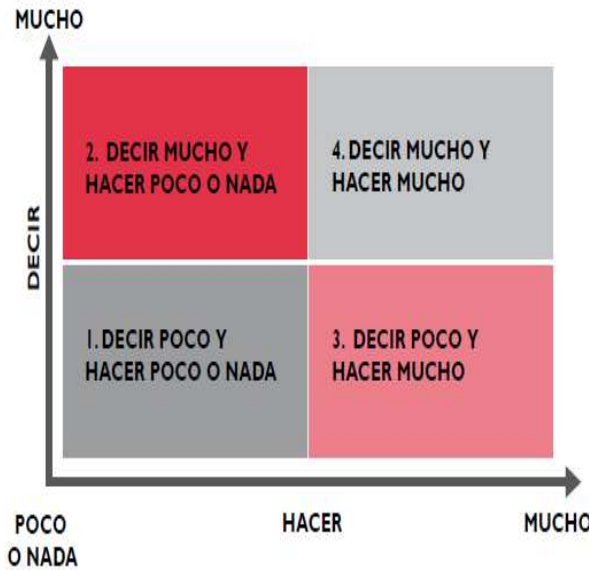 MUCHO
2. DECIR MUCHO Y
HACER POCO O NADA
4. DECIR MUCHO Y
HACER MUCHO
DECIR
1. DECIR POCO Y
HACER POCO O NADA
3. DECIR POCO Y
HACER MUCHO
POCO
O NADA
HACER
MUCHO